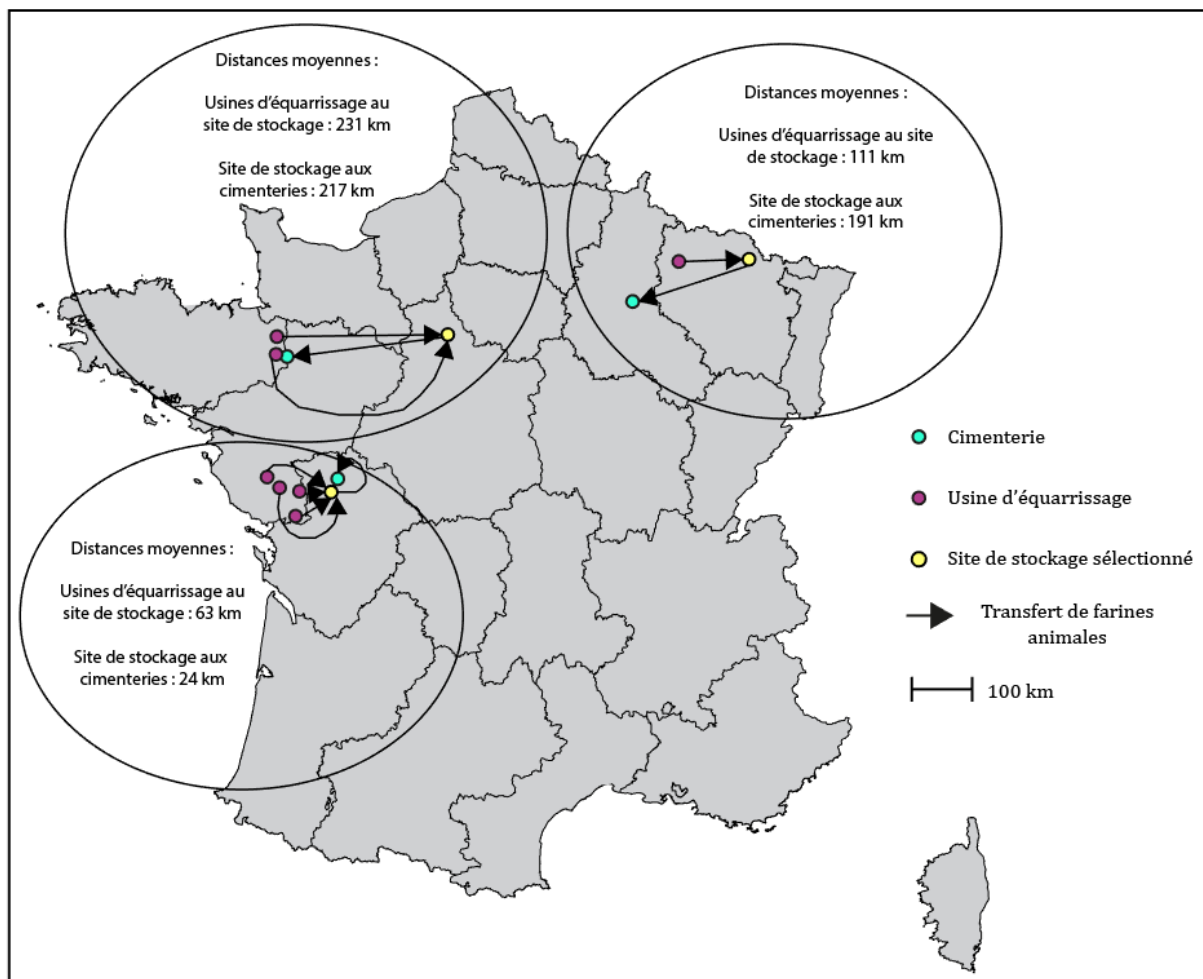 Distances moyennes :
Usines d'équarrissage au
site de stockage : 231 km
Site de stockage aux
cimenteries : 217 km
Distances moyennes :
Usines d'équarrissage au site
de stockage : 111 km
Site de stockage aux
cimenteries : 191 km
Distances moyennes :
Usines d'équarrissage au
site de stockage : 63 km
Site de stockage aux
cimenteries : 24 km
Cimenterie
Usine d'équarrissage
Site de stockage sélectionné
Transfert de farines
animales
100 km